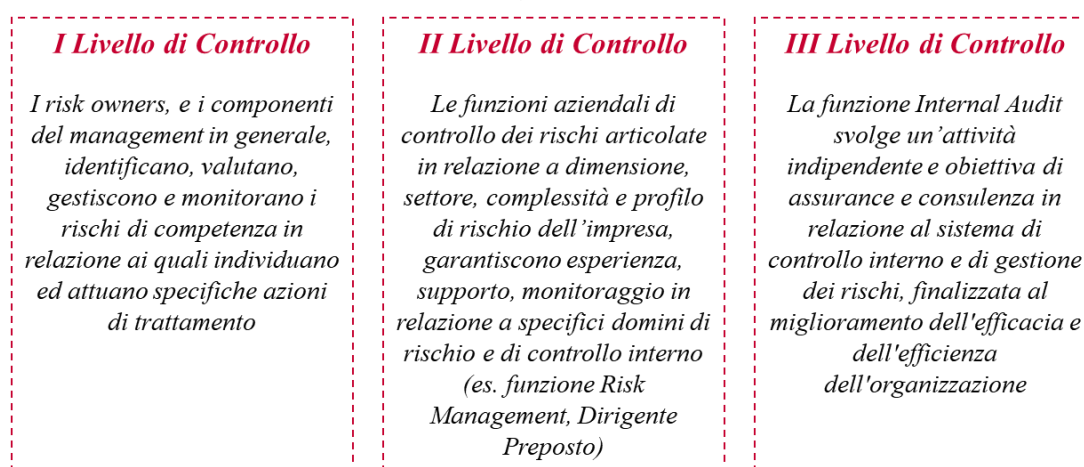 I Livello di Controllo
I risk owners, e i componenti
del management in generale,
identificano, valutano,
gestiscono e monitorano i
rischi di competenza in
relazione ai quali individuano
ed attuano specifiche azioni
di trattamento
II Livello di Controllo
Le funzioni aziendali di
controllo dei rischi articolate
in relazione a dimensione,
settore, complessità e profilo
di rischio dell’impresa,
garantiscono esperienza,
supporto, monitoraggio in
relazione a specifici domini di
rischio e di controllo interno
(es. funzione Risk
Management, Dirigente
Preposto)
III Livello di Controllo
La funzione Internal Audit
svolge un’attività
indipendente e obiettiva di
assurance e consulenza in
relazione al sistema di
controllo interno e di gestione
dei rischi, finalizzata al
miglioramento dell'efficacia e
dell'efficienza
dell'organizzazione